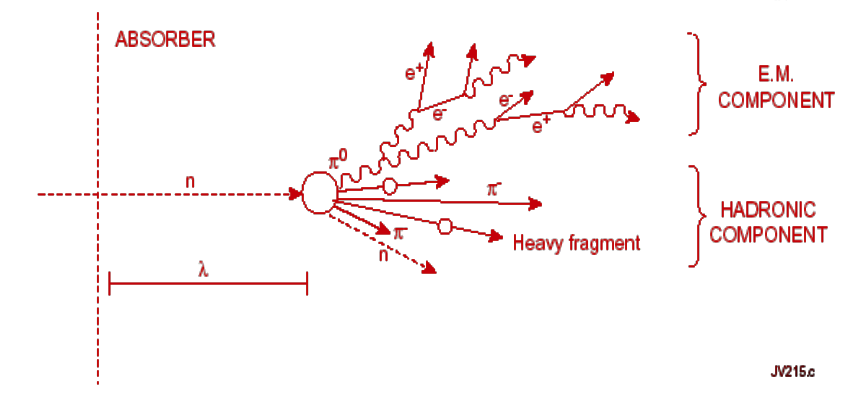 ABSORBER
e⁺
e⁻
e⁻
e⁺
E.M.
COMPONENT
π⁰
n
π⁻
HADRONIC
COMPONENT
π⁻
Heavy fragment
n
λ
JV215.c